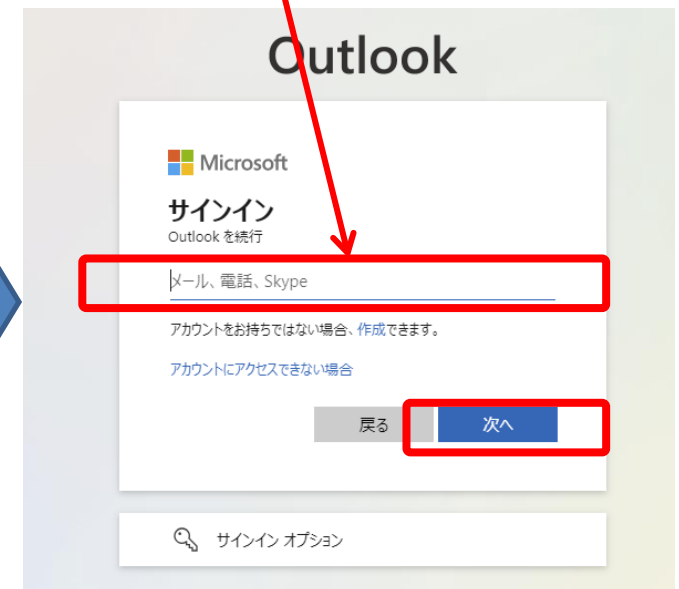 Outlook
Microsoft
サインイン
Outlook を続行
メール、電話、Skype
アカウントをお持ちではない場合、作成できます。
アカウントにアクセスできない場合
戻る 次へ
サインイン オプション